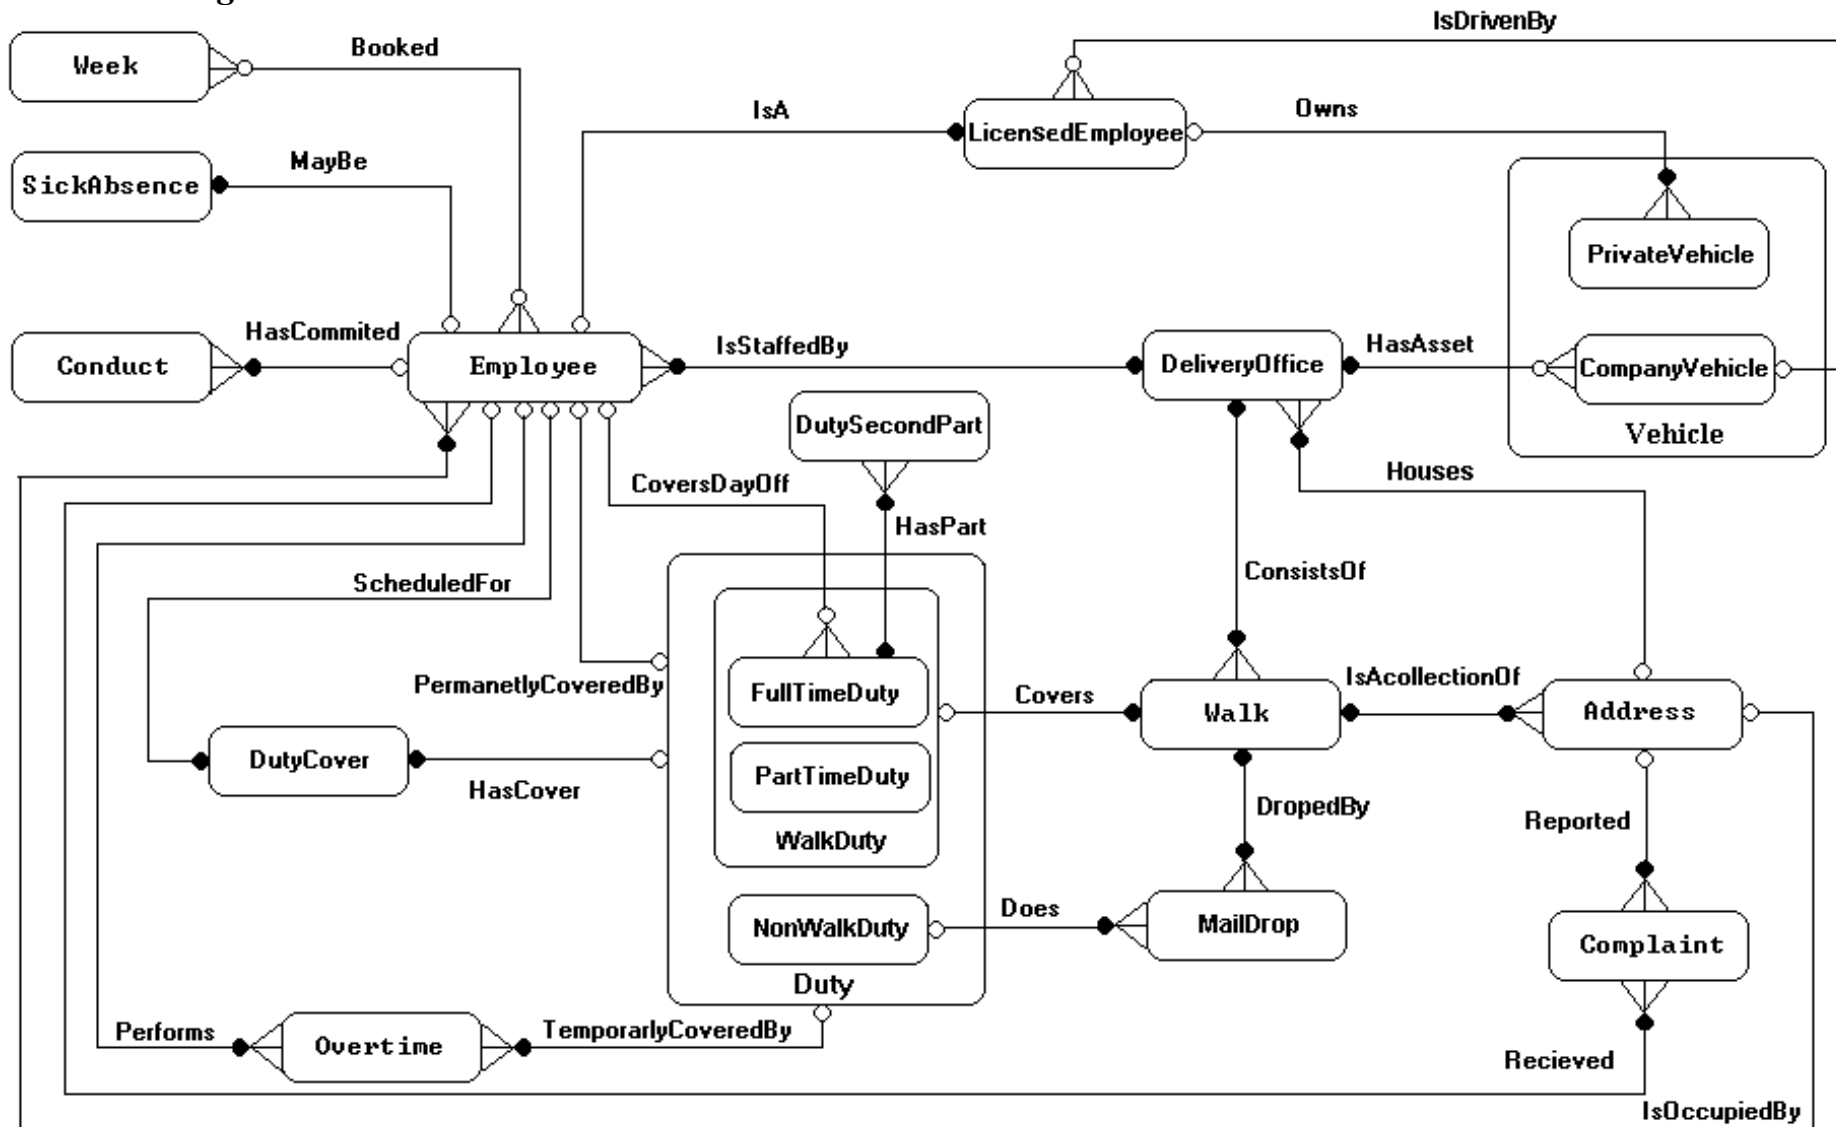 IsDrivenBy
Booked
Week
IsA
LicensedEmployee
Owns
MayBe
SickAbsence
PrivateVehicle
HasCommited
IsStaffedBy
HasAsset
Conduct
Employee
DeliveryOffice
CompanyVehicle
DutySecondPart
Vehicle
CoversDayOff
Houses
HasPart
ScheduledFor
ConsistsOf
PermanetlyCoveredBy
FullTimeDuty
Covers
IsAcollectionOf
Walk
Address
DutyCover
PartTimeDuty
HasCover
DropedBy
Reported
WalkDuty
Does
NonWalkDuty
MailDrop
Complaint
Duty
Performs
Overtime
TemporarlyCoveredBy
Recieved
IsOccupiedBy